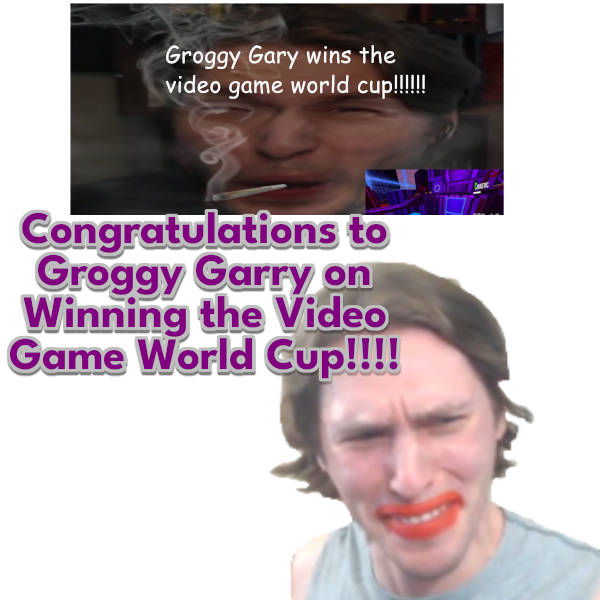 Groggy Gary wins the
video game world cup!!!!!!
CHAOTIC
Congratulations to
Groggy Garry on
Winning the Video
Game World Cup!!!!